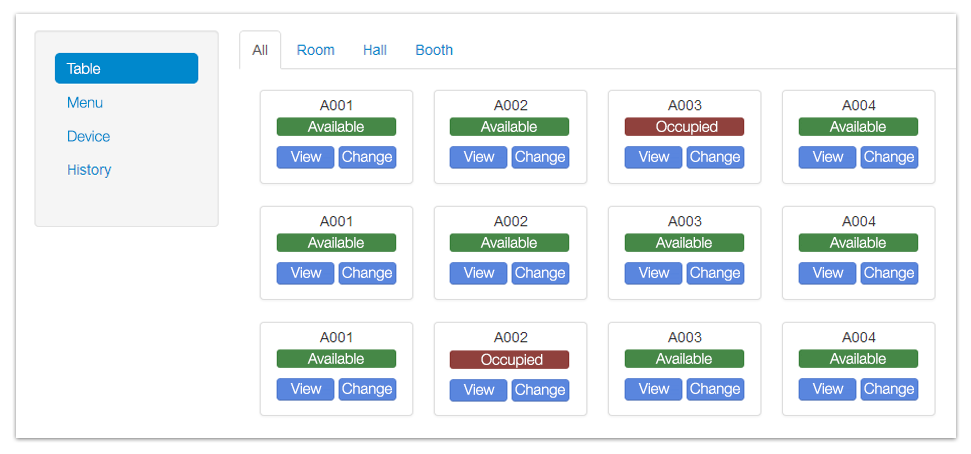 Table
Menu
Device
History
All Room Hall Booth
A001 A002 A003 A004
Available Available Occupied Available
View Change View Change View Change View Change
A001 A002 A003 A004
Available Available Available Available
View Change View Change View Change View Change
A001 A002 A003 A004
Available Occupied Available Available
View Change View Change View Change View Change